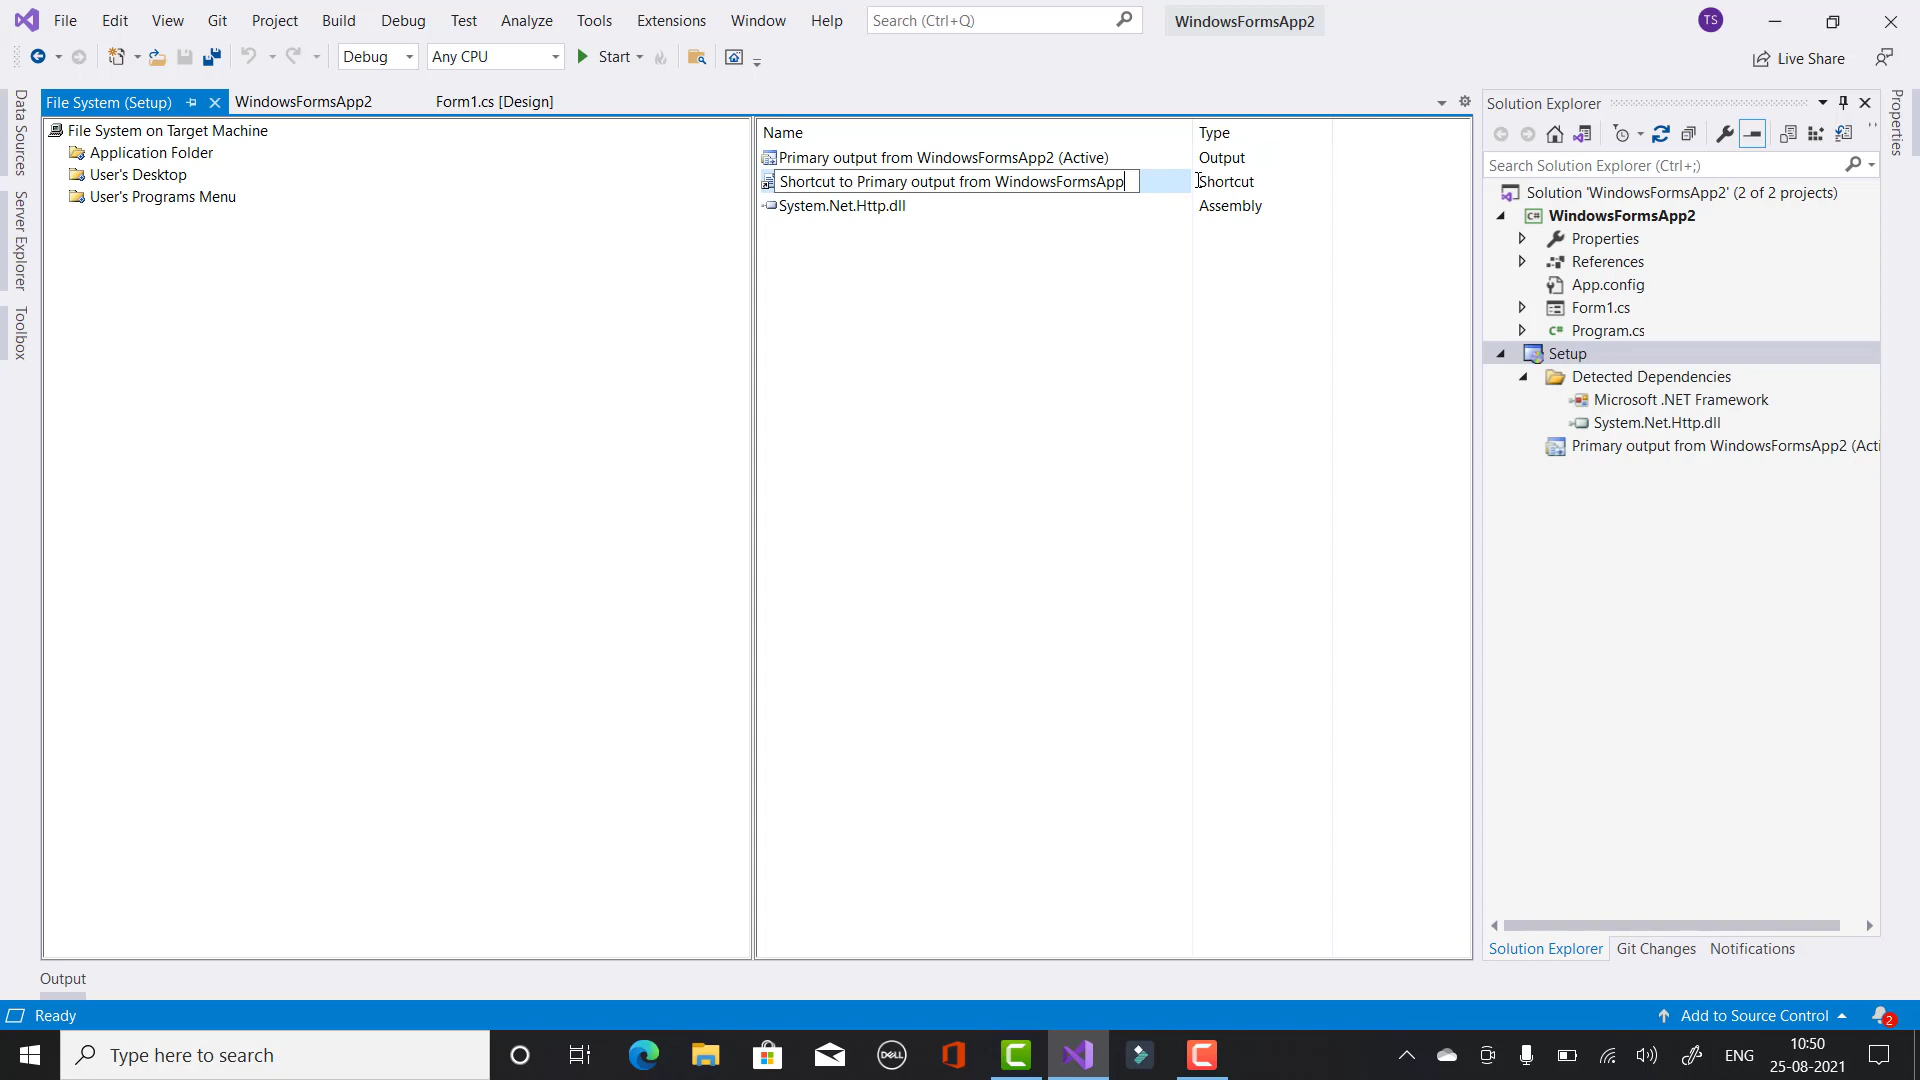 File Edit View Git Project Build Debug Test Analyze Tools Extensions Window Help Search (Ctrl+Q) WindowsFormsApp2 TS
Debug Any CPU Start Live Share
File System (Setup) WindowsFormsApp2 Form1.cs [Design]
Data Sources
Server Explorer
Toolbox
File System on Target Machine
Application Folder
User's Desktop
User's Programs Menu
Name Type
Primary output from WindowsFormsApp2 (Active) Output
Shortcut to Primary output from WindowsFormsApp Shortcut
System.Net.Http.dll Assembly
Solution Explorer
Search Solution Explorer (Ctrl+;)
Solution 'WindowsFormsApp2' (2 of 2 projects)
C# WindowsFormsApp2
Properties
References
App.config
Form1.cs
C# Program.cs
Setup
Detected Dependencies
Microsoft .NET Framework
System.Net.Http.dll
Primary output from WindowsFormsApp2 (Acti
Solution Explorer Git Changes Notifications
Properties
Output
Ready Add to Source Control 2
Type here to search DELL ENG 10:50
25-08-2021